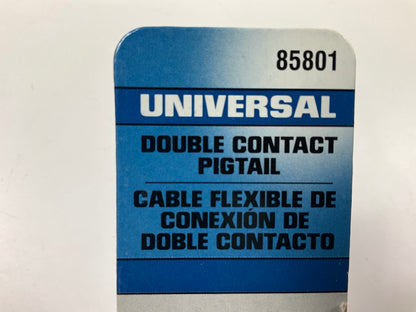 85801
UNIVERSAL
DOUBLE CONTACT
PIGTAIL
CABLE FLEXIBLE DE
CONEXIÓN DE
DOBLE CONTACTO